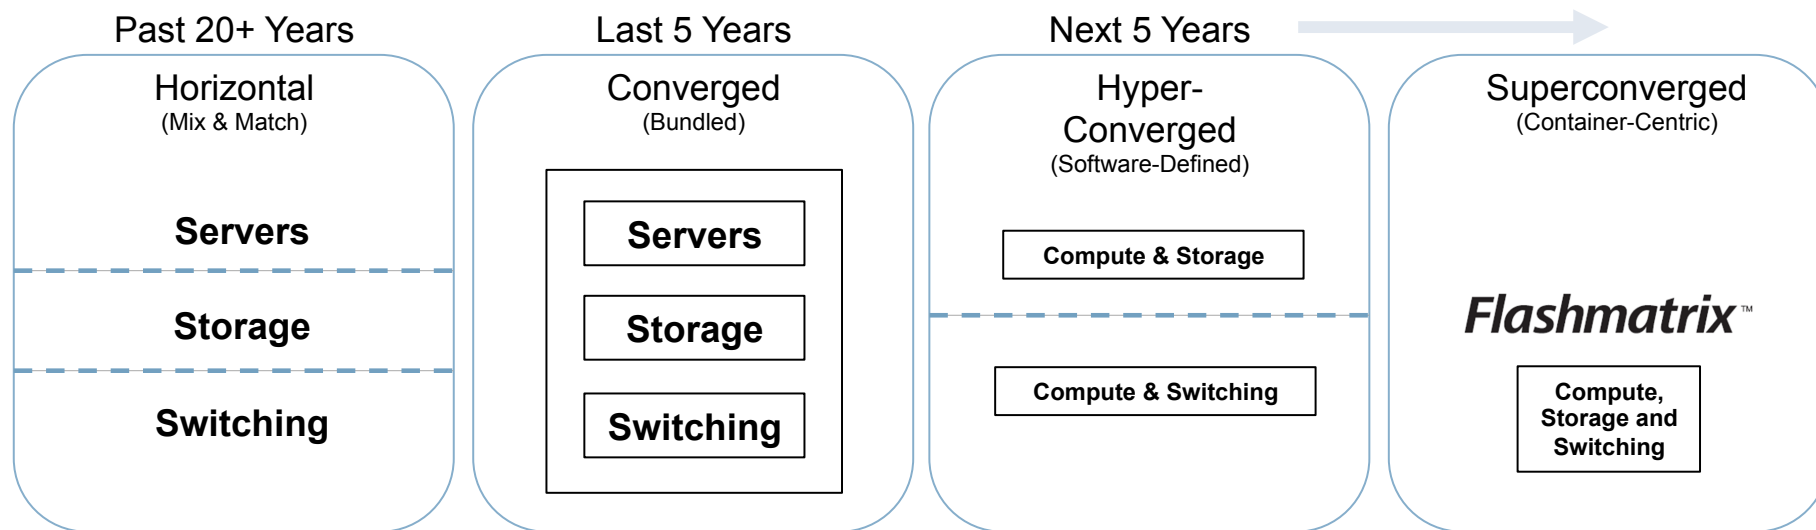 Past 20+ Years
Last 5 Years
Next 5 Years
Horizontal
(Mix & Match)
Servers
Storage
Switching
Converged
(Bundled)
Servers
Storage
Switching
Hyper-
Converged
(Software-Defined)
Compute & Storage
Compute & Switching
Superconverged
(Container-Centric)
Flashmatrix™
Compute,
Storage and
Switching